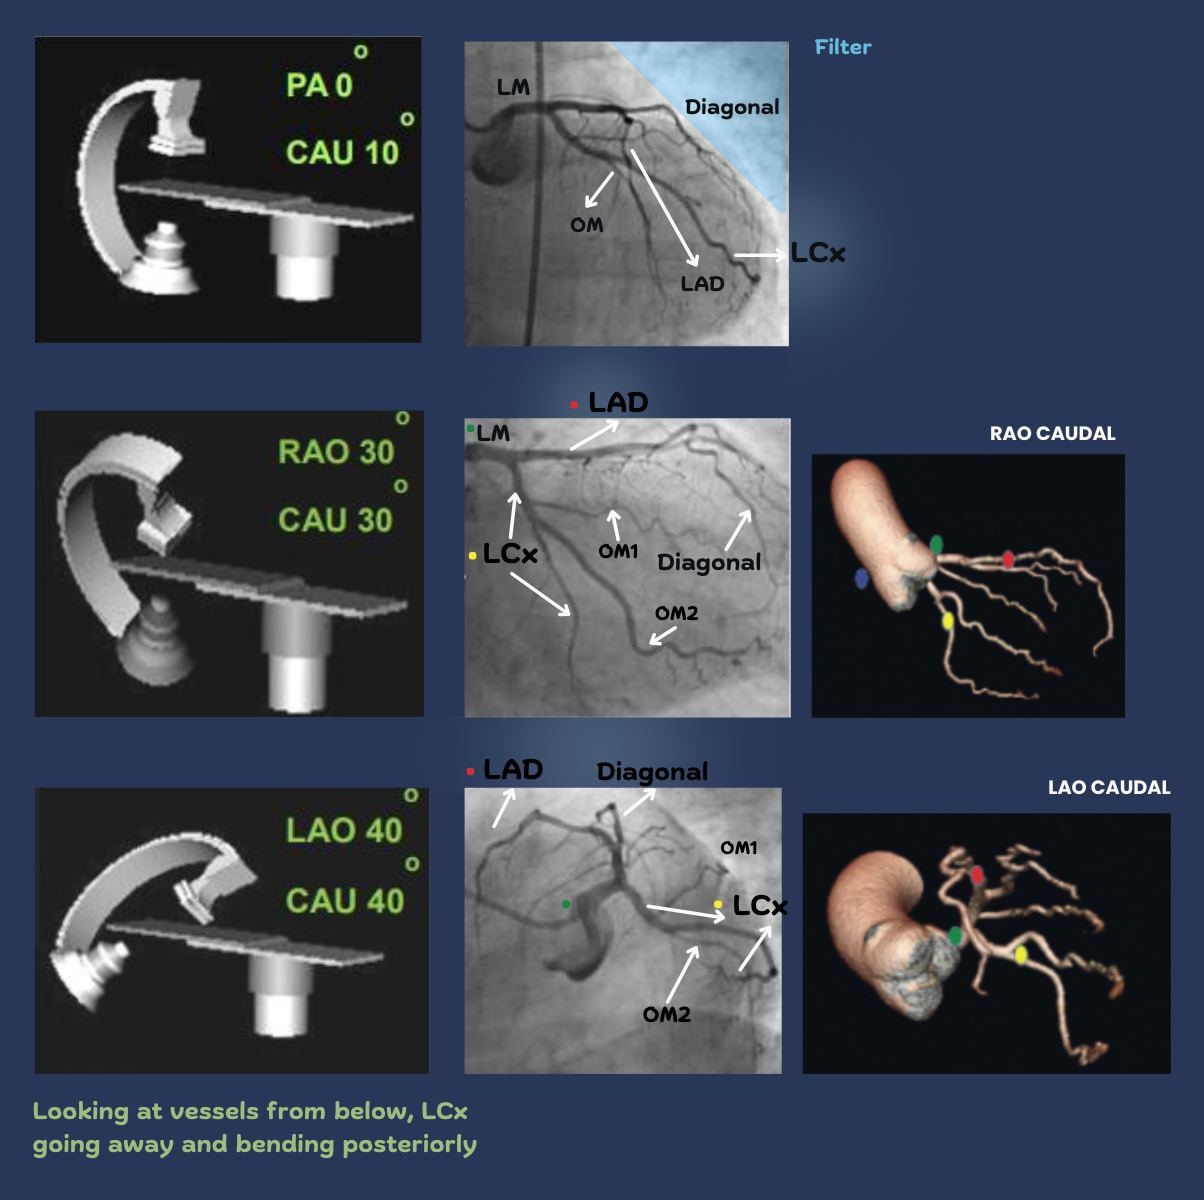 PA 0°
CAU 10°
LM
Diagonal
Filter
OM
LAD
LCx
RAO 30°
CAU 30°
LAD
LM
LCx
OM1
Diagonal
OM2
RAO CAUDAL
LAO 40°
CAU 40°
LAD
Diagonal
OM1
LCx
OM2
LAO CAUDAL
Looking at vessels from below, LCx
going away and bending posteriorly